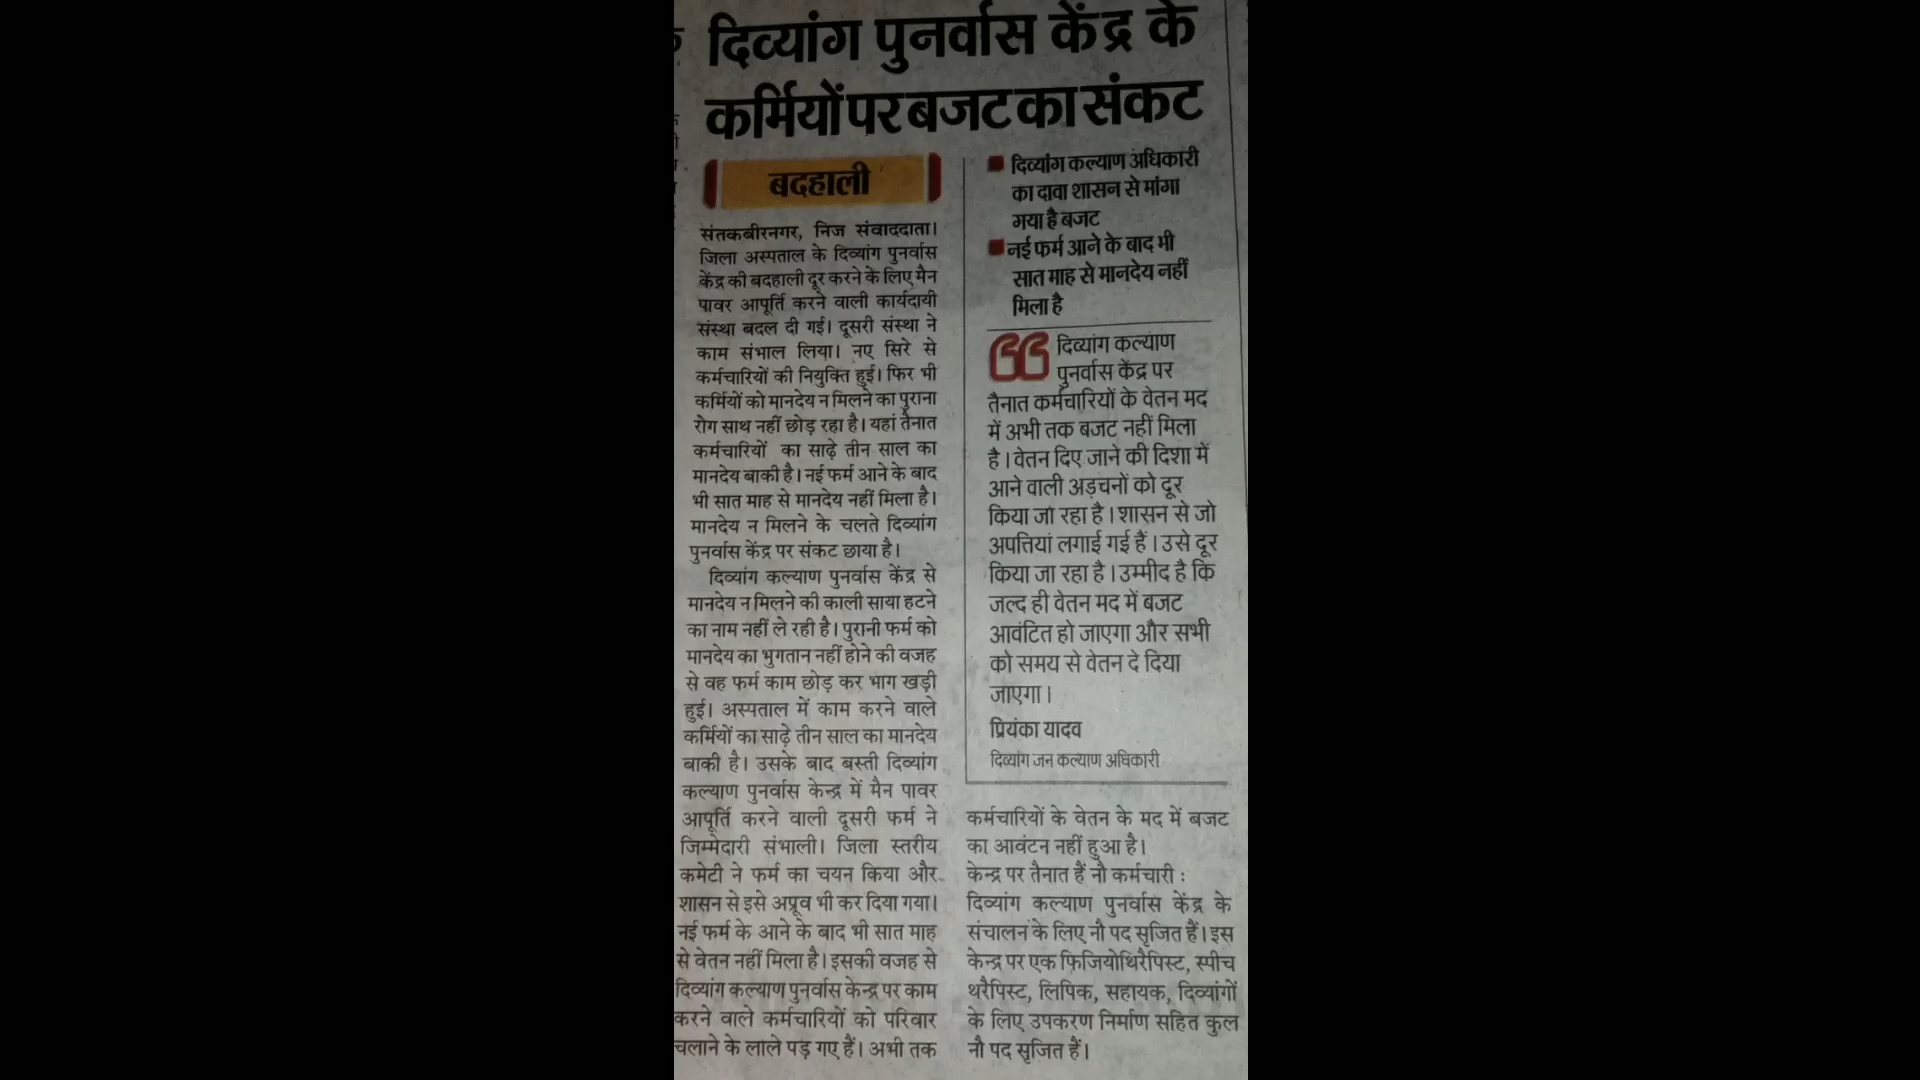 दिव्यांग पुनर्वास केंद्र के
कर्मियों पर बजट का संकट
बदहाली
संतकबीरनगर, निज संवाददाता।
जिला अस्पताल के दिव्यांग पुनर्वास
केंद्र की बदहाली दूर करने के लिए मैन
पावर आपूर्ति करने वाली कार्यदायी
संस्था बदल दी गई। दूसरी संस्था ने
काम संभाल लिया। नए सिरे से
कर्मचारियों की नियुक्ति हुई। फिर भी
कर्मियों को मानदेय न मिलने का पुराना
रोग साथ नहीं छोड़ रहा है। यहां तैनात
कर्मचारियों का साढ़े तीन साल का
मानदेय बाकी है। नई फर्म आने के बाद
भी सात माह से मानदेय नहीं मिला है।
मानदेय न मिलने के चलते दिव्यांग
पुनर्वास केंद्र पर संकट छाया है।
दिव्यांग कल्याण पुनर्वास केंद्र से
मानदेय न मिलने की काली साया हटने
का नाम नहीं ले रही है। पुरानी फर्म को
मानदेय का भुगतान नहीं होने की वजह
से वह फर्म काम छोड़ कर भाग खड़ी
हुई। अस्पताल में काम करने वाले
कर्मियों का साढ़े तीन साल का मानदेय
बाकी है। उसके बाद बस्ती दिव्यांग
कल्याण पुनर्वास केन्द्र में मैन पावर
आपूर्ति करने वाली दूसरी फर्म ने
जिम्मेदारी संभाली। जिला स्तरीय
कमेटी ने फर्म का चयन किया और
शासन से इसे अप्रूव भी कर दिया गया।
नई फर्म के आने के बाद भी सात माह
से वेतन नहीं मिला है। इसकी वजह से
दिव्यांग कल्याण पुनर्वास केन्द्र पर काम
करने वाले कर्मचारियों को परिवार
चलाने के लाले पड़ गए हैं। अभी तक
दिव्यांग कल्याण अधिकारी
का दावा शासन से मांगा
गया है बजट
नई फर्म आने के बाद भी
सात माह से मानदेय नहीं
मिला है
दिव्यांग कल्याण
पुनर्वास केंद्र पर
तैनात कर्मचारियों के वेतन मद
में अभी तक बजट नहीं मिला
है। वेतन दिए जाने की दिशा में
आने वाली अड़चनों को दूर
किया जा रहा है। शासन से जो
अपत्तियां लगाई गई हैं। उसे दूर
किया जा रहा है। उम्मीद है कि
जल्द ही वेतन मद में बजट
आवंटित हो जाएगा और सभी
को समय से वेतन दे दिया
जाएगा।
प्रियंका यादव
दिव्यांग जन कल्याण अधिकारी
कर्मचारियों के वेतन के मद में बजट
का आवंटन नहीं हुआ है।
केन्द्र पर तैनात हैं नौ कर्मचारी :
दिव्यांग कल्याण पुनर्वास केंद्र के
संचालन के लिए नौ पद सृजित हैं। इस
केन्द्र पर एक फिजियोथिरैपिस्ट, स्पीच
थरैपिस्ट, लिपिक, सहायक, दिव्यांगों
के लिए उपकरण निर्माण सहित कुल
नौ पद सृजित हैं।